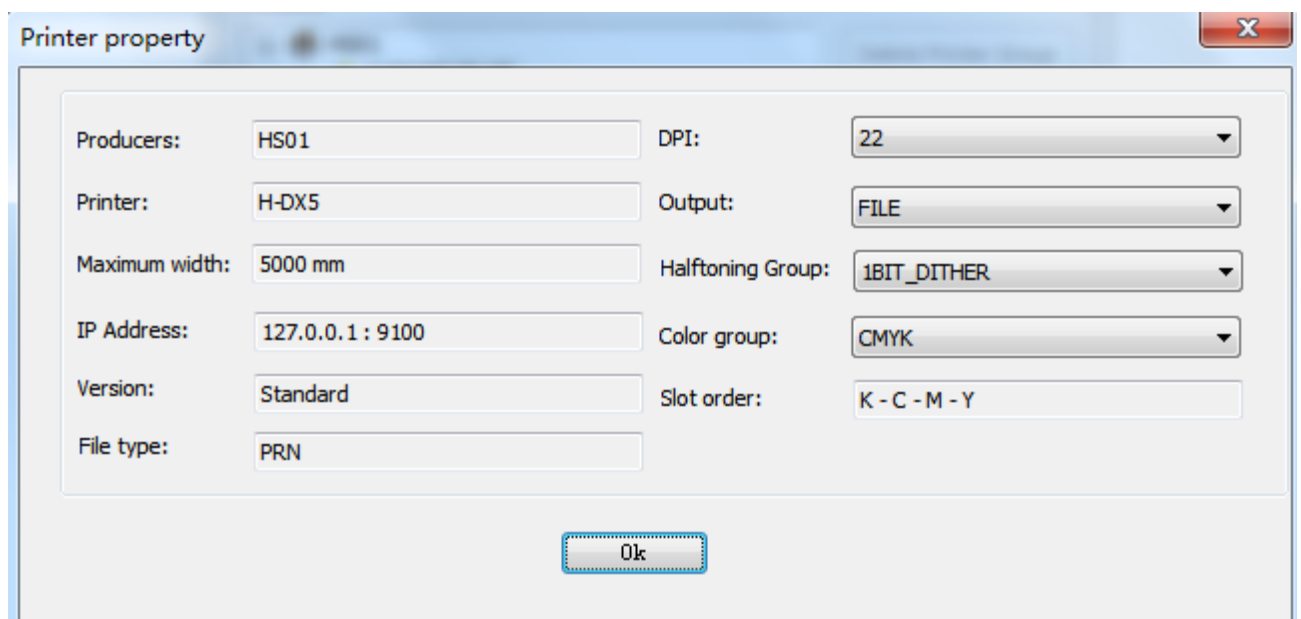 Printer property
Producers: HS01
DPI: 22
Printer: H-DX5
Output: FILE
Maximum width: 5000 mm
Halftoning Group: 1BIT_DITHER
IP Address: 127.0.0.1 : 9100
Color group: CMYK
Version: Standard
Slot order: K - C - M - Y
File type: PRN
Ok